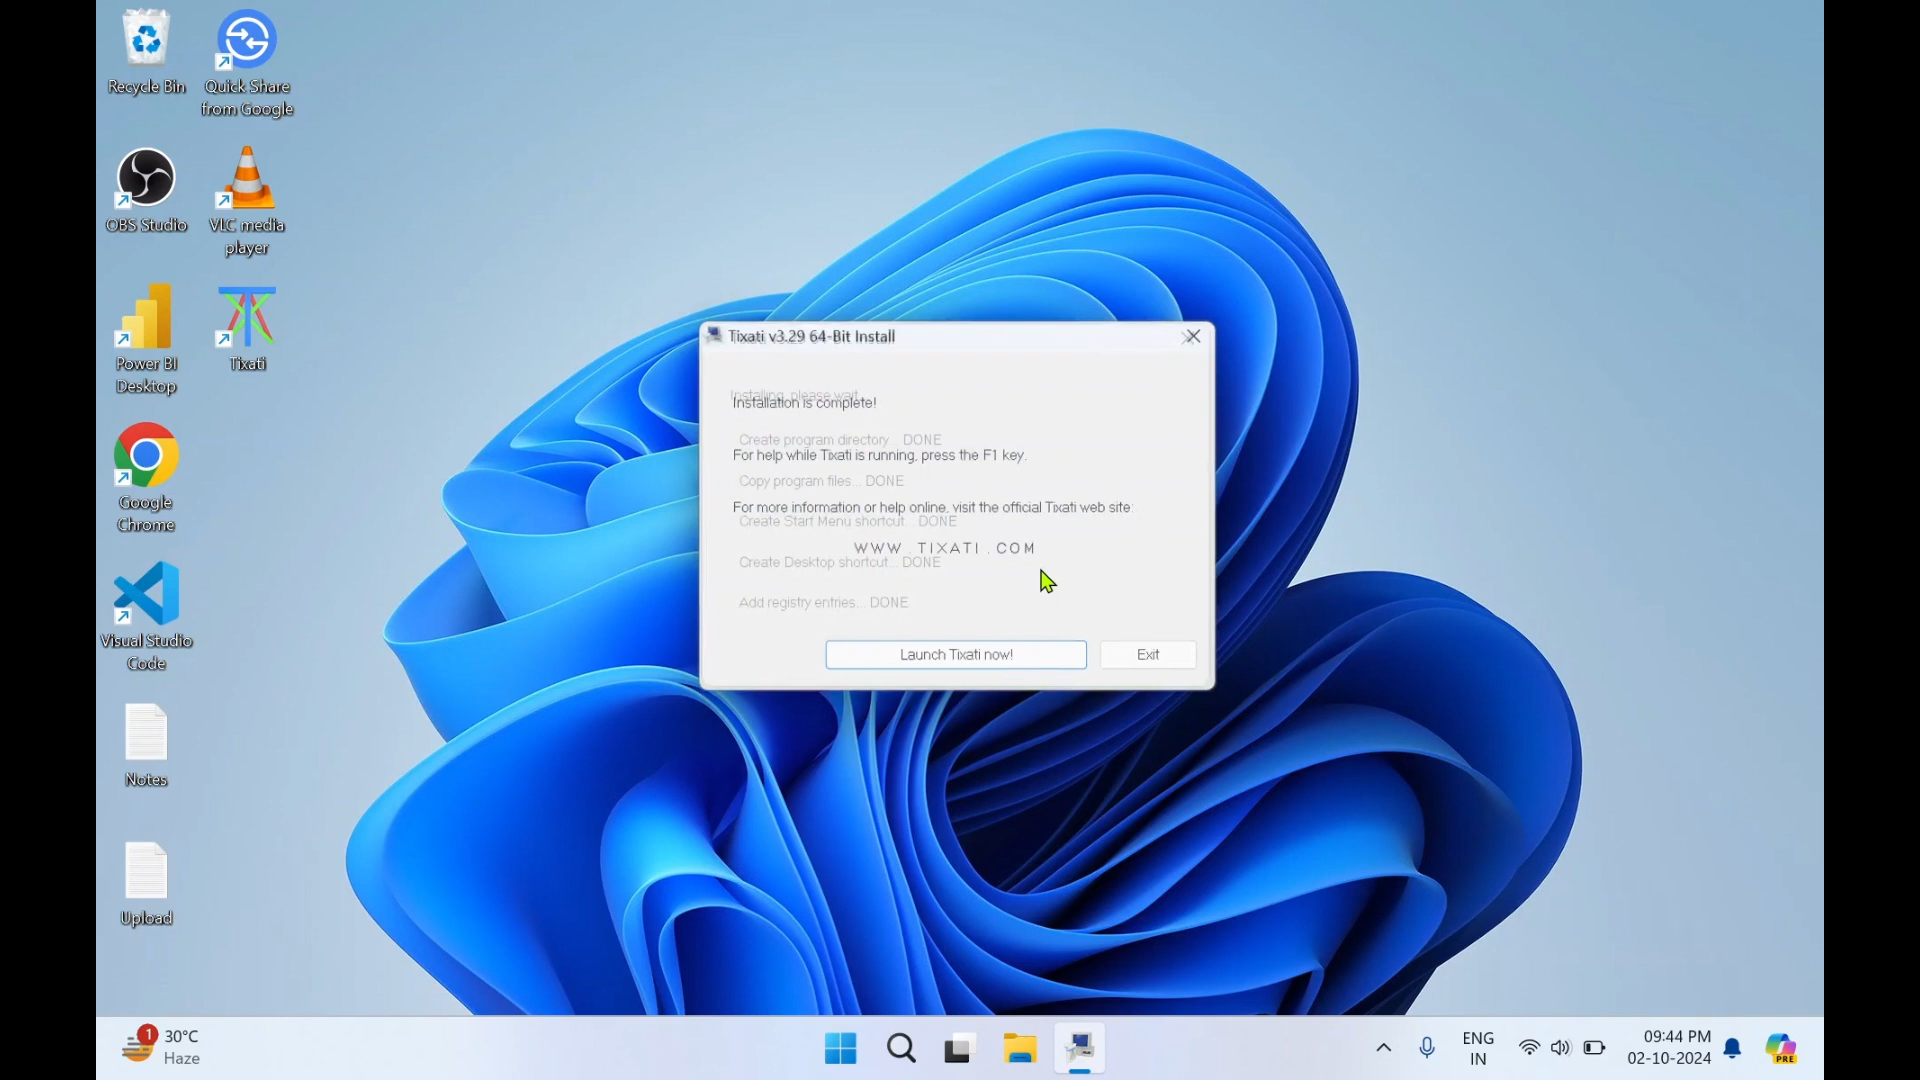 Recycle Bin
Quick Share
from Google
OBS Studio
VLC media
player
Power BI
Desktop
Tixati
Google
Chrome
Visual Studio
Code
Notes
Upload
Tixati v3.29 64-Bit Install
Installing, please wait...
Installation is complete!
Create program directory... DONE
For help while Tixati is running, press the F1 key.
Copy program files... DONE
For more information or help online, visit the official Tixati web site:
Create Start Menu shortcut... DONE
WWW . TIXATI . COM
Create Desktop shortcut... DONE
Add registry entries... DONE
Launch Tixati now!
Exit
1
30°C
Haze
ENG
IN
09:44 PM
02-10-2024
PRE